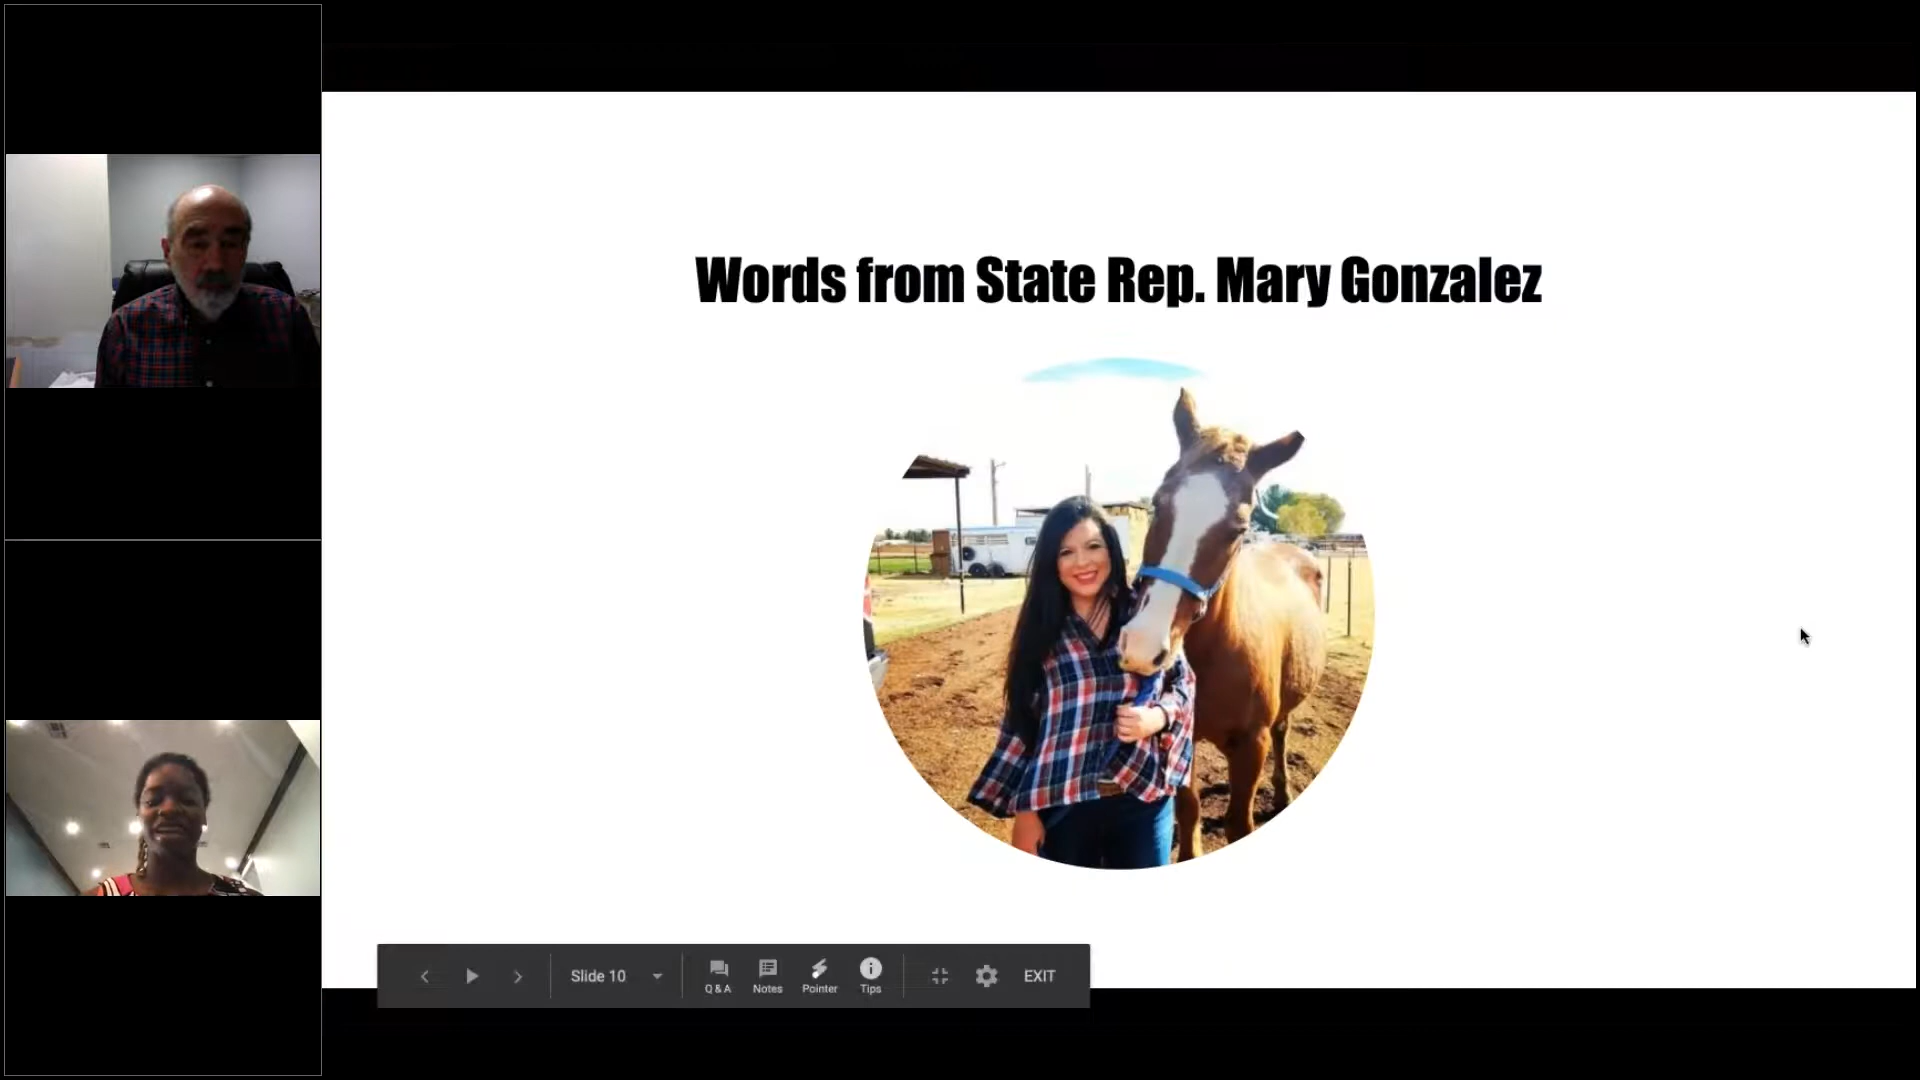 Words from State Rep. Mary Gonzalez
Slide 10
Q & A
Notes
Pointer
Tips
EXIT